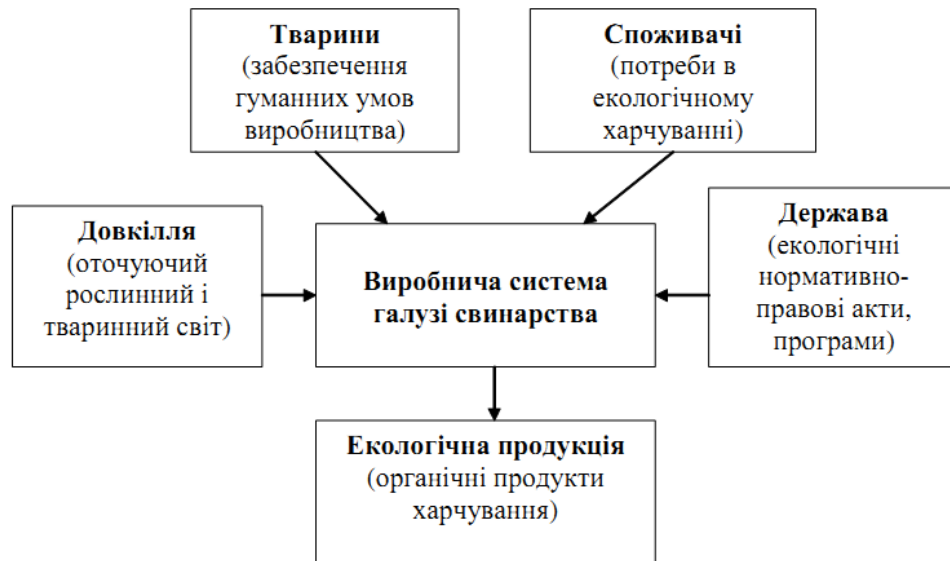 Тварини
(забезпечення
гуманних умов
виробництва)
Споживачі
(потреби в
екологічному
харчуванні)
Довкілля
(оточуючий
рослинний і
тваринний світ)
Виробнича система
галузі свинарства
Держава
(екологічні
нормативно-
правові акти,
програми)
Екологічна продукція
(органічні продукти
харчування)